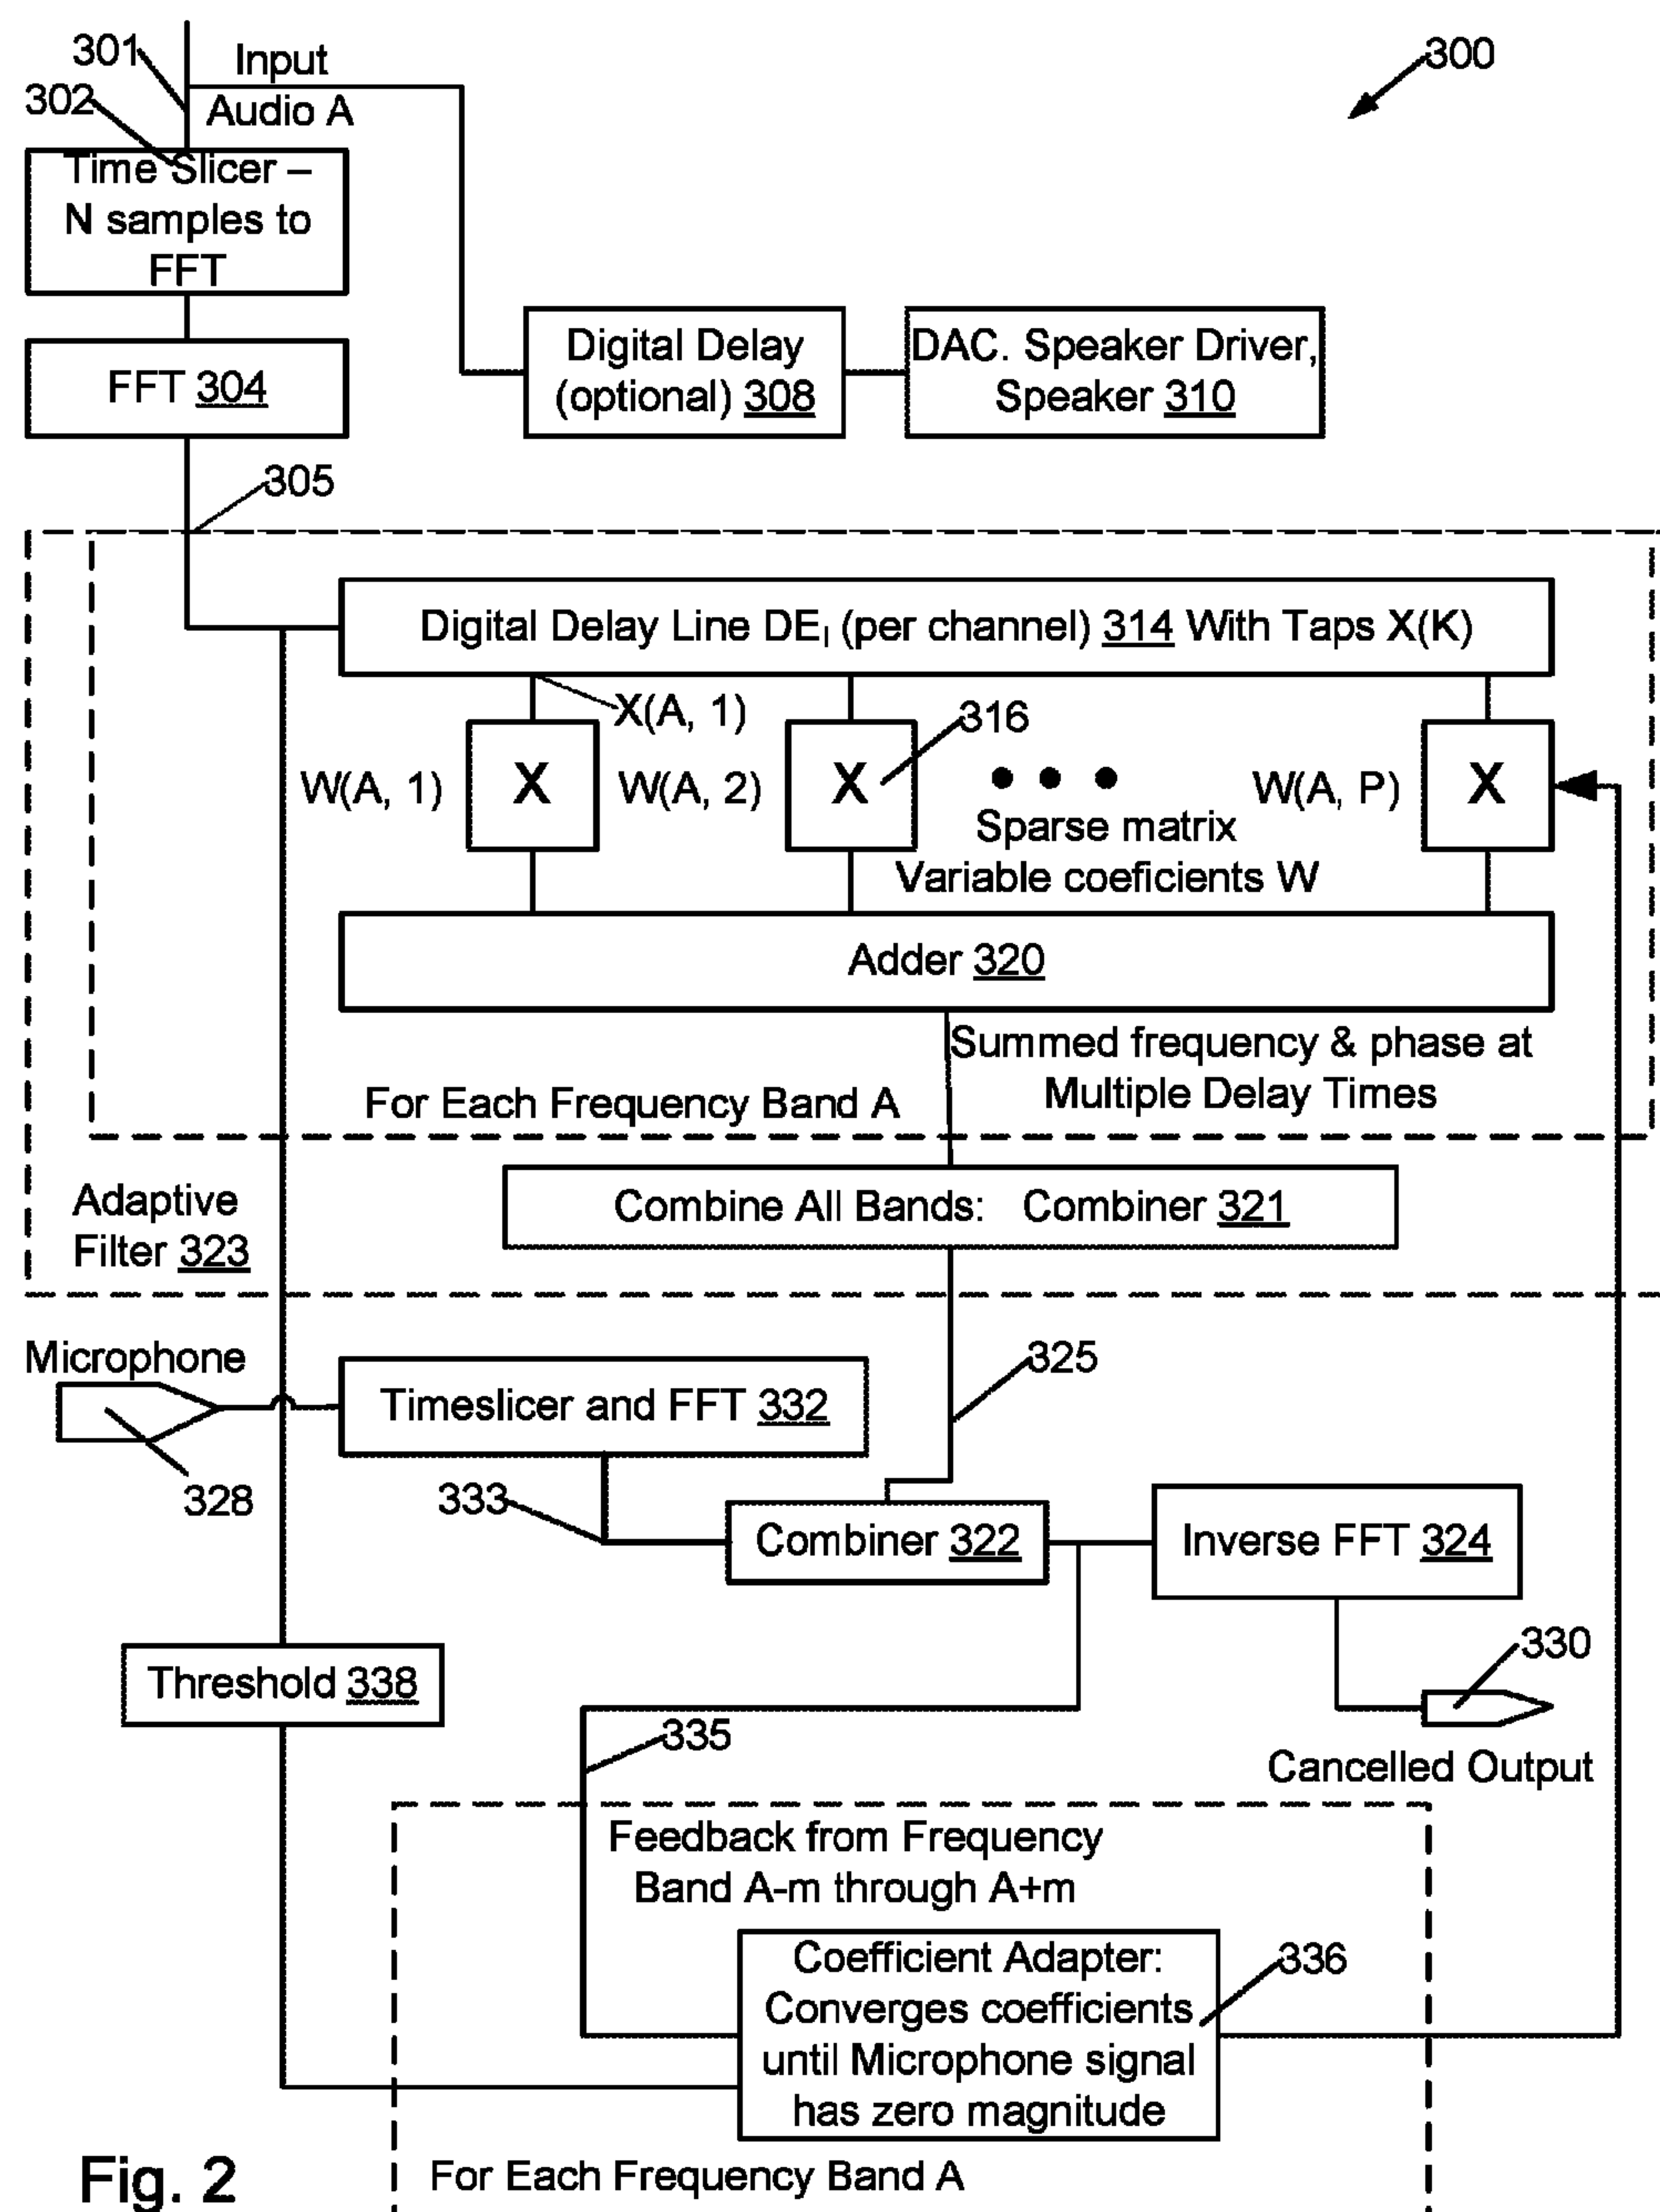 301
Input
300
302
Audio A
Time Slicer –
N samples to
FFT
FFT 304
Digital Delay
(optional) 308
DAC. Speaker Driver,
Speaker 310
305
Digital Delay Line DEI (per channel) 314 With Taps X(K)
X(A, 1)
316
W(A, 1)
X
W(A, 2)
X
W(A, P)
X
Sparse matrix
Variable coeficients W
Adder 320
Summed frequency & phase at
Multiple Delay Times
For Each Frequency Band A
Combine All Bands: Combiner 321
Adaptive
Filter 323
Microphone
325
Timeslicer and FFT 332
328
333
Combiner 322
Inverse FFT 324
330
Threshold 338
335
Cancelled Output
Feedback from Frequency
Band A-m through A+m
Coefficient Adapter:
Converges coefficients
until Microphone signal
has zero magnitude
336
For Each Frequency Band A
Fig. 2